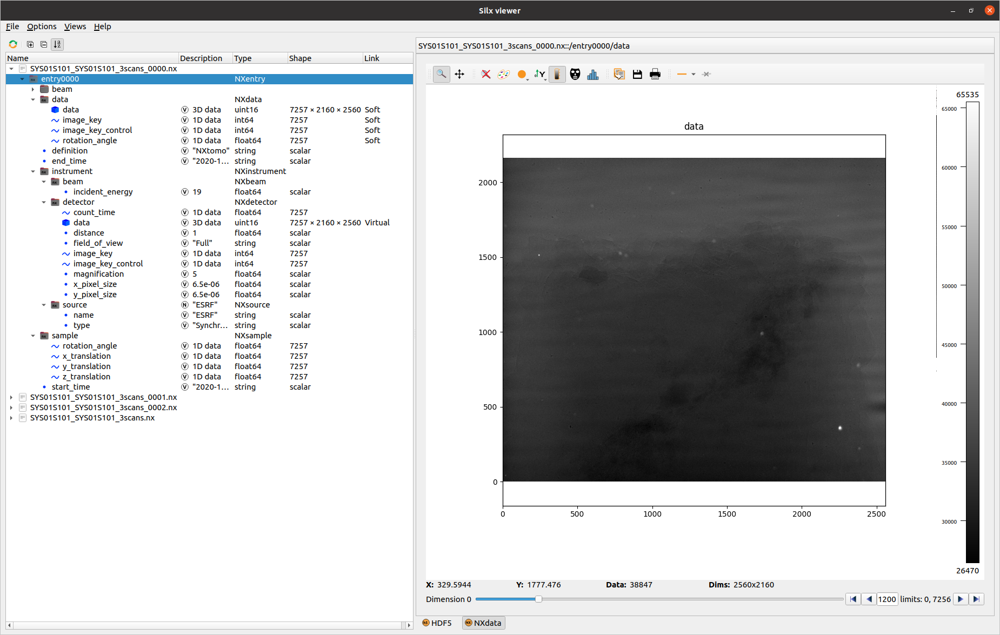 Silx viewer
File Options Views Help
Name Description Type Shape Link
SYS01S101_SYS01S101_3scans_0000.nx
entry0000 NXentry
beam
data NXdata
data 3D data uint16 7257 × 2160 × 2560 Soft
image_key 1D data int64 7257 Soft
image_key_control 1D data int64 7257 Soft
rotation_angle 1D data float64 7257 Soft
definition "NXtomo" string scalar
end_time "2020-1... string scalar
instrument NXinstrument
beam NXbeam
incident_energy 19 float64 scalar
detector NXdetector
count_time 1D data float64 7257
data 3D data uint16 7257 × 2160 × 2560 Virtual
distance 1 float64 scalar
field_of_view "Full" string scalar
image_key 1D data int64 7257
image_key_control 1D data int64 7257
magnification 5 float64 scalar
x_pixel_size 6.5e-06 float64 scalar
y_pixel_size 6.5e-06 float64 scalar
source "ESRF" NXsource
name "ESRF" string scalar
type "Synchr... string scalar
sample NXsample
rotation_angle 1D data float64 7257
x_translation 1D data float64 7257
y_translation 1D data float64 7257
z_translation 1D data float64 7257
start_time "2020-1... string scalar
SYS01S101_SYS01S101_3scans_0001.nx
SYS01S101_SYS01S101_3scans_0002.nx
SYS01S101_SYS01S101_3scans.nx
SYS01S101_SYS01S101_3scans_0000.nx::/entry0000/data
data
2000
1500
1000
500
0
0 500 1000 1500 2000 2500
65535
65000
60000
55000
50000
45000
40000
35000
30000
26470
X: 329.5944 Y: 1777.476 Data: 38847 Dims: 2560x2160
Dimension 0 1200 limits: 0, 7256
HDF5 NXdata